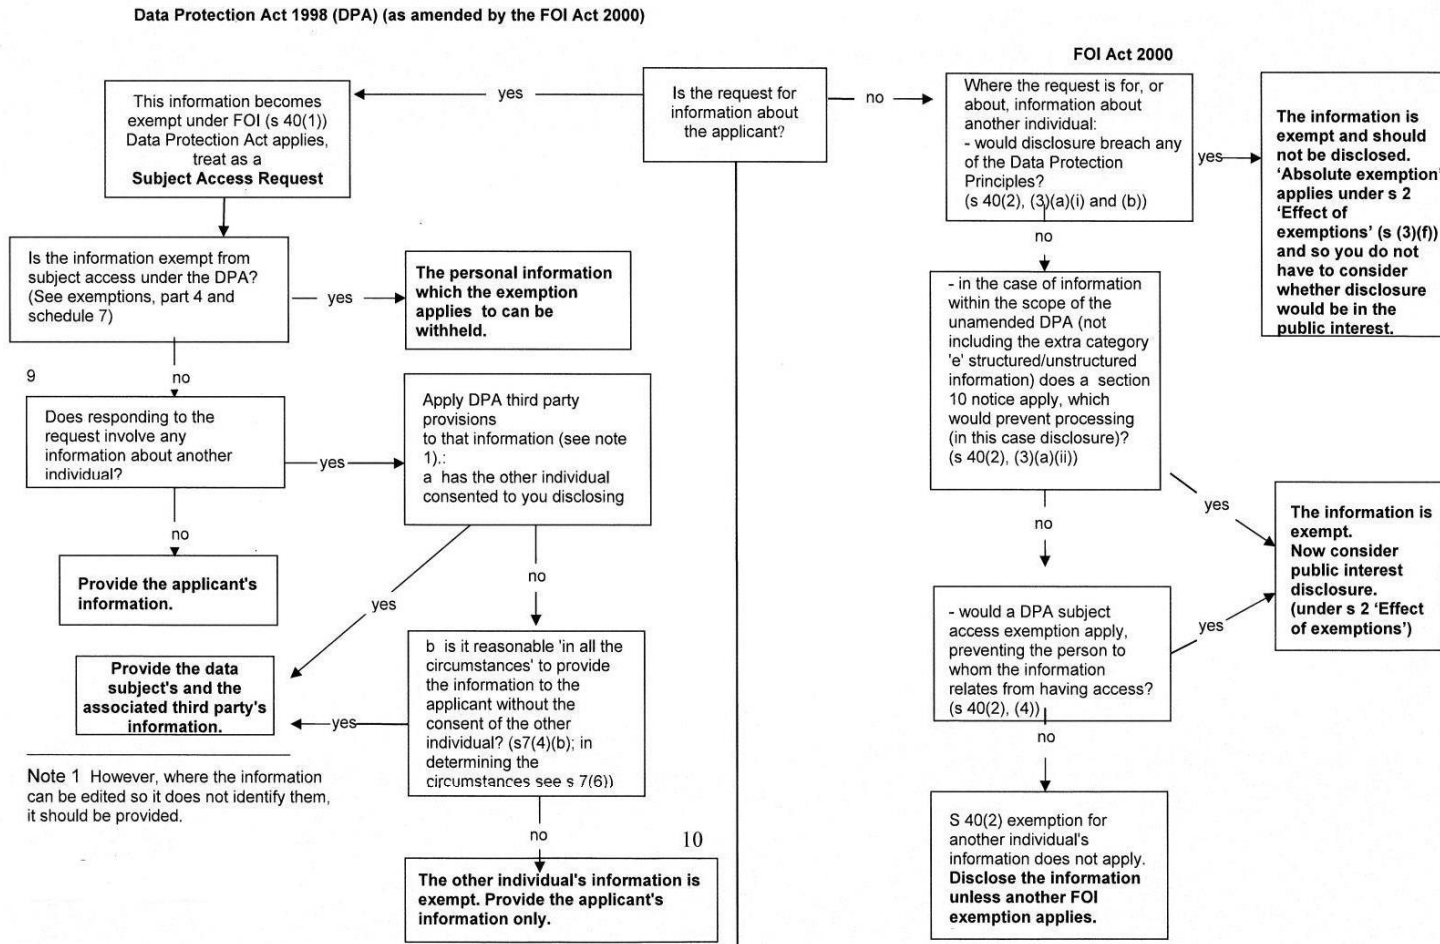 Data Protection Act 1998 (DPA) (as amended by the FOI Act 2000)
Is the request for
information about
the applicant?
yes
This information becomes
exempt under FOI (s 40(1))
Data Protection Act applies,
treat as a
Subject Access Request
Is the information exempt from
subject access under the DPA?
(See exemptions, part 4 and
schedule 7)
yes
The personal information
which the exemption
applies to can be
withheld.
9
no
Does responding to the
request involve any
information about another
individual?
yes
Apply DPA third party
provisions
to that information (see note
1).:
a has the other individual
consented to you disclosing
no
Provide the applicant's
information.
yes
Provide the data
subject's and the
associated third party's
information.
no
b is it reasonable 'in all the
circumstances' to provide
the information to the
applicant without the
consent of the other
individual? (s7(4)(b); in
determining the
circumstances see s 7(6))
yes
Note 1 However, where the information
can be edited so it does not identify them,
it should be provided.
no
10
The other individual's information is
exempt. Provide the applicant's
information only.
no
FOI Act 2000
Where the request is for, or
about, information about
another individual:
- would disclosure breach any
of the Data Protection
Principles?
(s 40(2), (3)(a)(i) and (b))
yes
The information is
exempt and should
not be disclosed.
‘Absolute exemption’
applies under s 2
‘Effect of
exemptions’ (s (3)(f))
and so you do not
have to consider
whether disclosure
would be in the
public interest.
no
- in the case of information
within the scope of the
unamended DPA (not
including the extra category
'e' structured/unstructured
information) does a section
10 notice apply, which
would prevent processing
(in this case disclosure)?
(s 40(2), (3)(a)(ii))
yes
The information is
exempt.
Now consider
public interest
disclosure.
(under s 2 ‘Effect
of exemptions’)
no
- would a DPA subject
access exemption apply,
preventing the person to
whom the information
relates from having access?
(s 40(2), (4))
yes
no
S 40(2) exemption for
another individual's
information does not apply.
Disclose the information
unless another FOI
exemption applies.